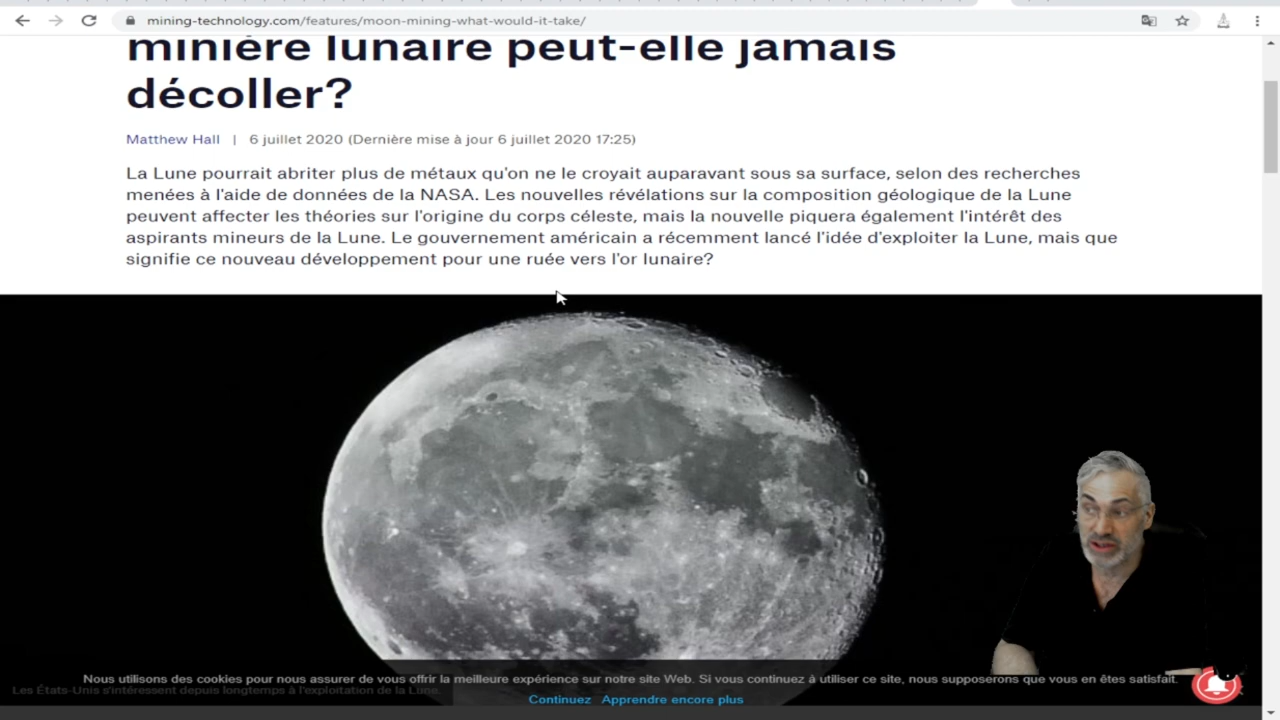 mining-technology.com/features/moon-mining-what-would-it-take/
minière lunaire peut-elle jamais
décoller?
Matthew Hall | 6 juillet 2020 (Dernière mise à jour 6 juillet 2020 17:25)
La Lune pourrait abriter plus de métaux qu'on ne le croyait auparavant sous sa surface, selon des recherches
menées à l'aide de données de la NASA. Les nouvelles révélations sur la composition géologique de la Lune
peuvent affecter les théories sur l'origine du corps céleste, mais la nouvelle piquera également l'intérêt des
aspirants mineurs de la Lune. Le gouvernement américain a récemment lancé l'idée d'exploiter la Lune, mais que
signifie ce nouveau développement pour une ruée vers l'or lunaire?
Nous utilisons des cookies pour nous assurer de vous offrir la meilleure expérience sur notre site Web. Si vous continuez à utiliser ce site, nous supposerons que vous en êtes satisfait.
Les États-Unis s'intéressent depuis longtemps à l'exploitation de la Lune.
Continuez Apprendre encore plus